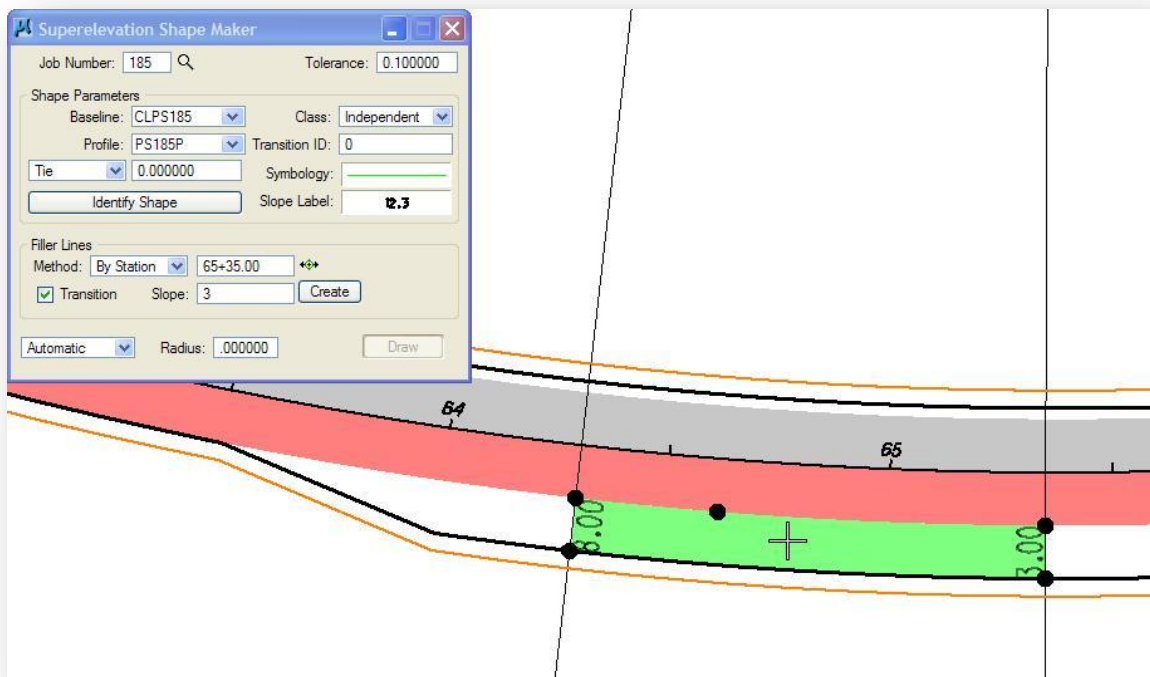 Superelevation Shape Maker
Job Number: 185 Tolerance: 0.100000
Shape Parameters
Baseline: CLPS185 Class: Independent
Profile: PS185P Transition ID: 0
Tie 0.000000 Symbology:
Identify Shape Slope Label: 12.3
Filler Lines
Method: By Station 65+35.00
Transition Slope: 3 Create
Automatic Radius: .000000 Draw
64
65
3.00